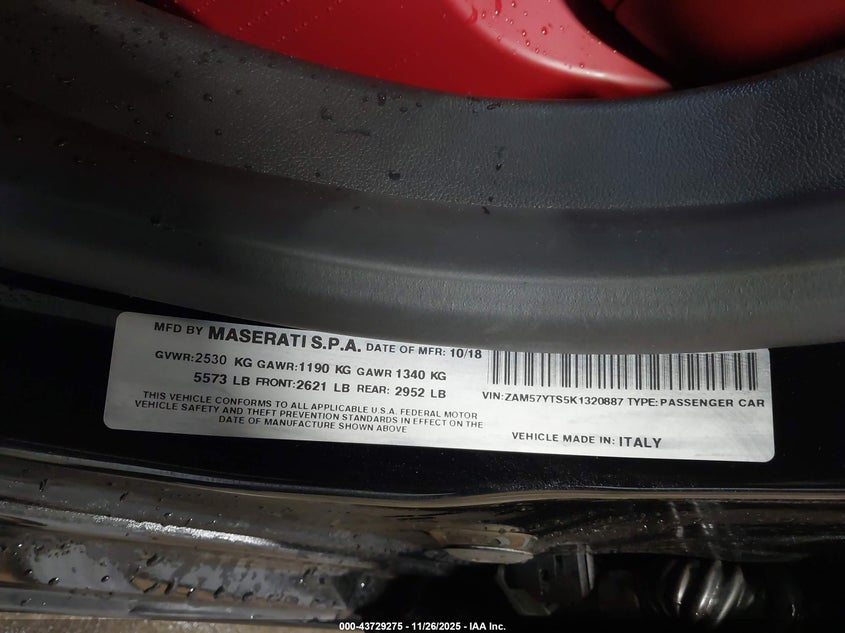 MFD BY MASERATI S.P.A. DATE OF MFR: 10/18
GVWR:2530 KG GAWR:1190 KG GAWR 1340 KG
5573 LB FRONT:2621 LB REAR: 2952 LB
THIS VEHICLE CONFORMS TO ALL APPLICABLE U.S.A. FEDERAL MOTOR
VEHICLE SAFETY AND THEFT PREVENTION STANDARDS IN EFFECT ON THE
DATE OF MANUFACTURE SHOWN ABOVE
VIN:ZAM57YTS5K1320887 TYPE:PASSENGER CAR
VEHICLE MADE IN: ITALY
000-43729275 - 11/26/2025 - IAA Inc.